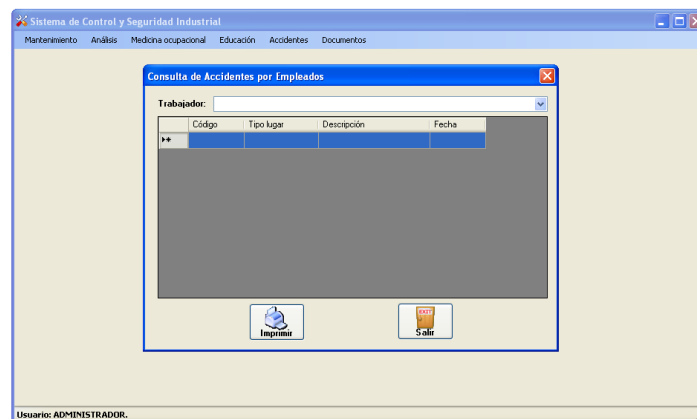 Sistema de Control y Seguridad Industrial
Mantenimiento Análisis Medicina ocupacional Educación Accidentes Documentos
Consulta de Accidentes por Empleados
Trabajador:
Código Tipo lugar Descripción Fecha
EXIT
Imprimir Salir
Usuario: ADMINISTRADOR.